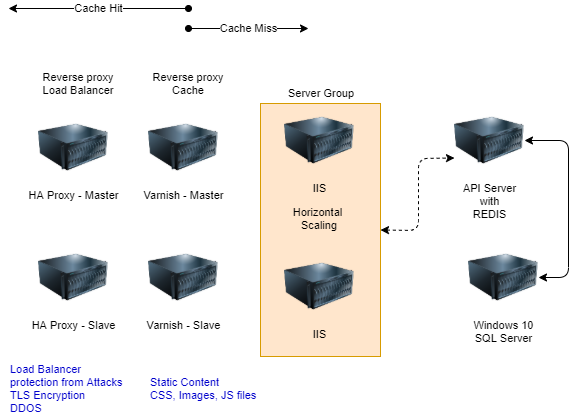 Cache Hit
Cache Miss
Reverse proxy
Load Balancer
Reverse proxy
Cache
Server Group
HA Proxy - Master
Varnish - Master
IIS
API Server
with
REDIS
Horizontal
Scaling
HA Proxy - Slave
Varnish - Slave
IIS
Windows 10
SQL Server
Load Balancer
protection from Attacks
TLS Encryption
DDOS
Static Content
CSS, Images, JS files